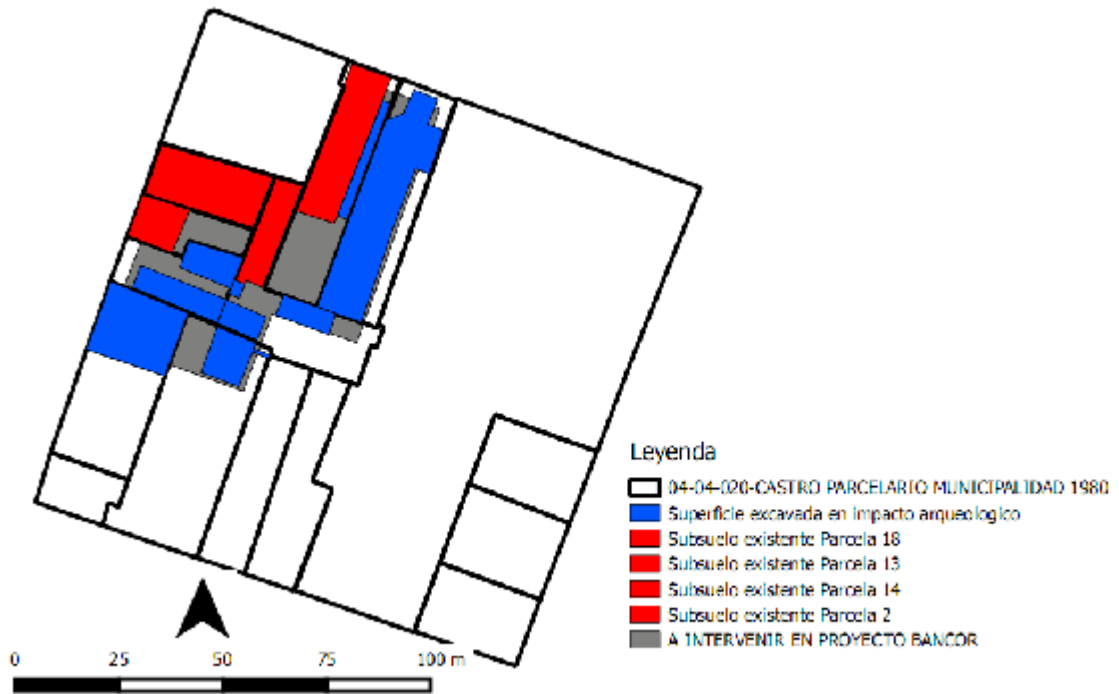 Leyenda
04-04-020-CASTRO PARCELARIO MUNICIPALIDAD 1980
Superficie excavada en impacto arqueologico
Subsuelo existente Parcela 18
Subsuelo existente Parcela 13
Subsuelo existente Parcela 14
Subsuelo existente Parcela 2
A INTERVENIR EN PROYECTO BANCOR
0 25 50 75 100 m